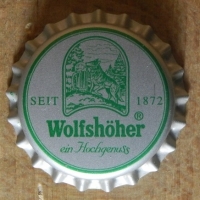 SEIT 1872
Wolfshöher ®
ein Hochgenuss